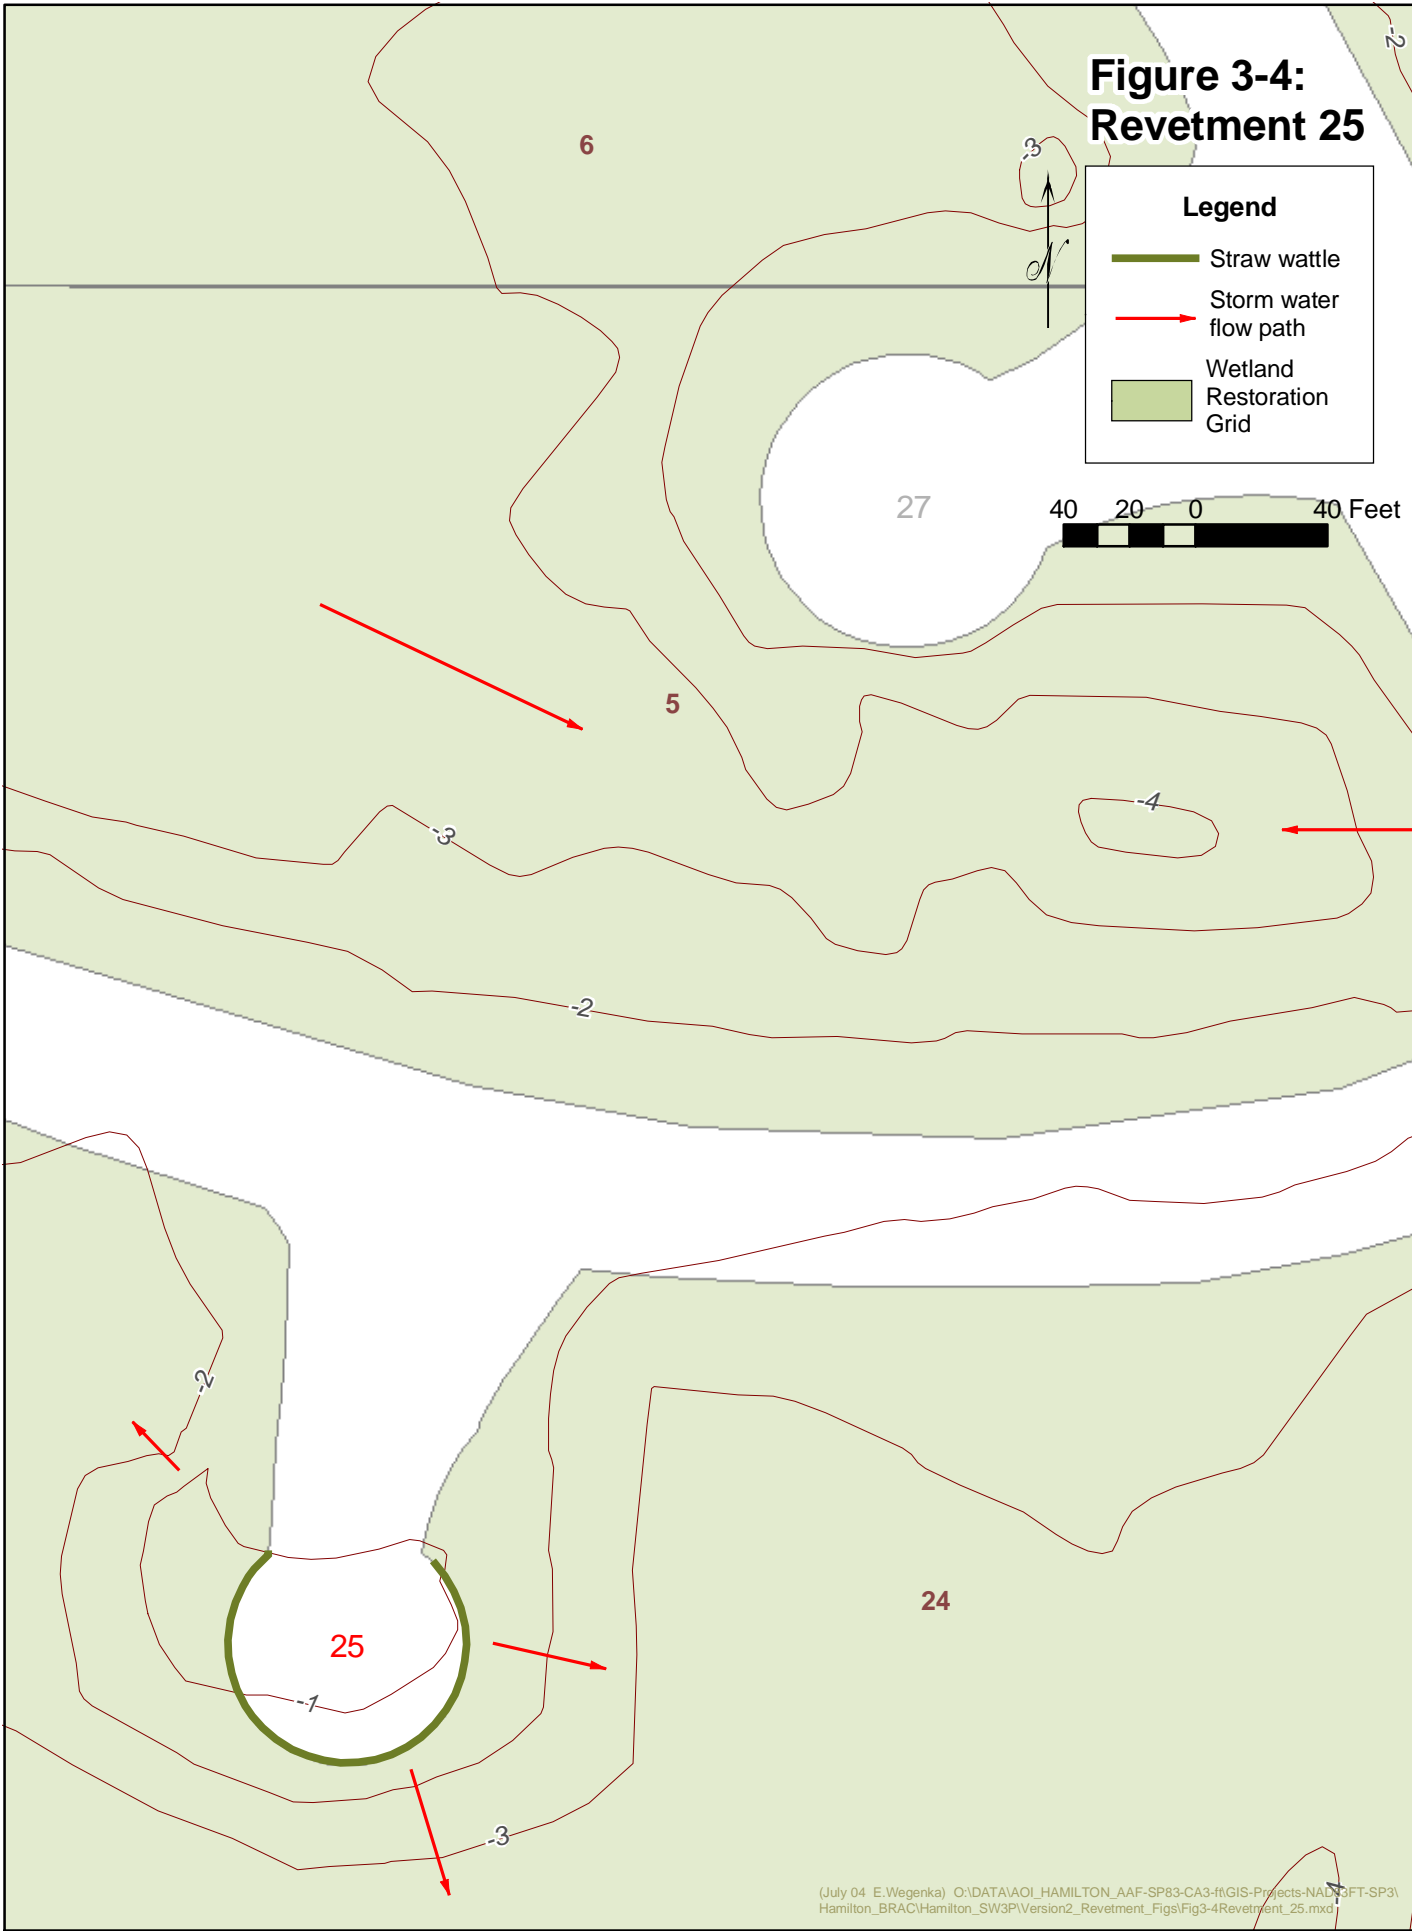 Figure 3-4:
Revetment 25
-2
6
-3
N
Legend
Straw wattle
Storm water
flow path
Wetland
Restoration
Grid
27
40 20 0 40 Feet
5
-4
-3
-2
-2
24
25
-1
-3
-4
(July 04 E.Wegenka) O:\DATA\AOI_HAMILTON_AAF-SP83-CA3-ft\GIS-Projects-NAD83FT-SP3\
Hamilton_BRAC\Hamilton_SW3P\Version2_Revetment_Figs\Fig3-4Revetment_25.mxd